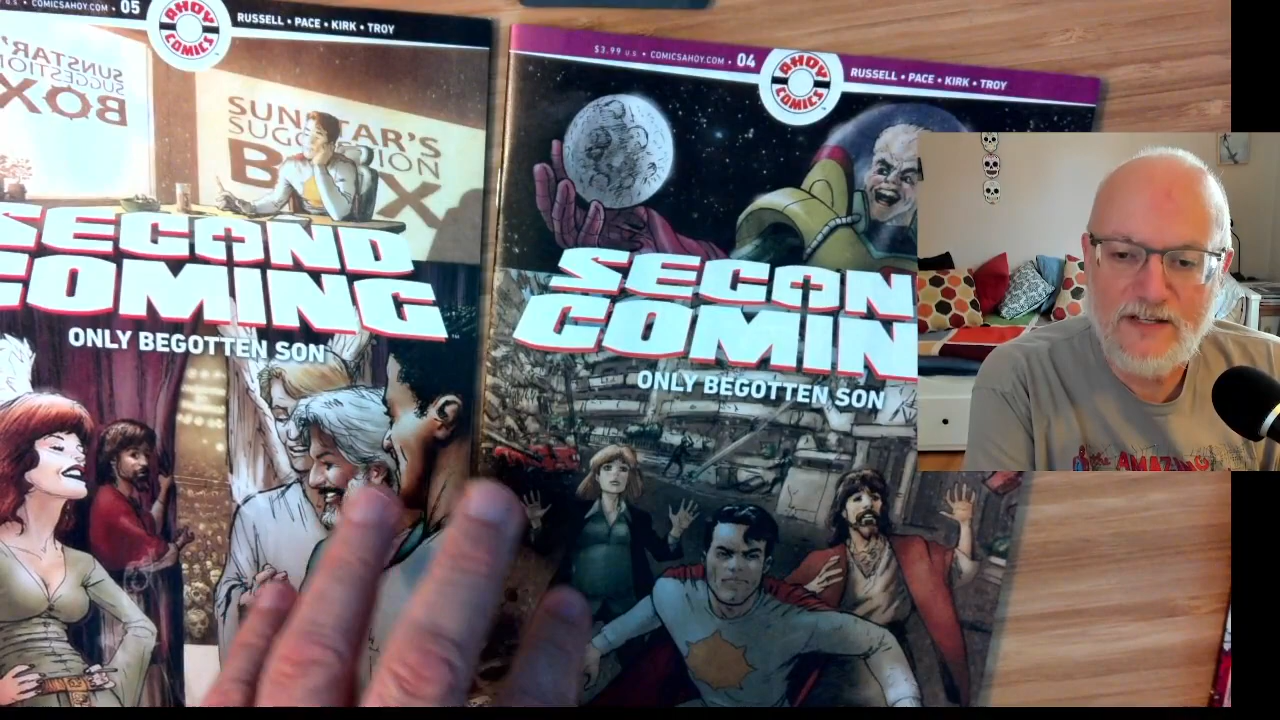 U.S. • COMICSAHOY.COM • 05
AHOY
COMICS
RUSSELL • PACE • KIRK • TROY
SUNSTAR'S
SUGGESTION
BOX
SUNSTAR'S
SUGGESTION
BOX
SECOND
COMING
ONLY BEGOTTEN SON
$3.99 U.S. • COMICSAHOY.COM • 04
AHOY
COMICS
RUSSELL • PACE • KIRK • TROY
SECON
COMIN
ONLY BEGOTTEN SON
AMAZING